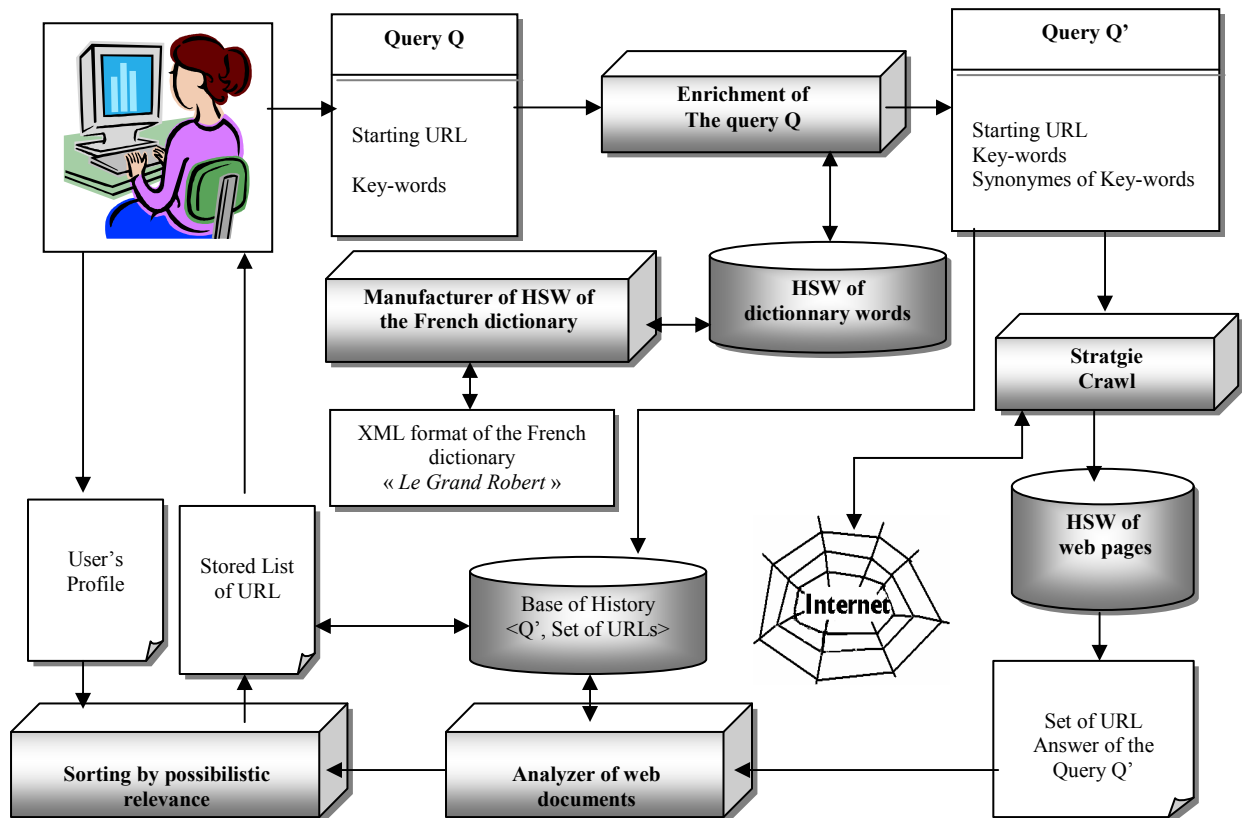 Query Q
Starting URL
Key-words
Enrichment of
The query Q
Query Q’
Starting URL
Key-words
Synonymes of Key-words
Manufacturer of HSW of
the French dictionary
HSW of
dictionnary words
Stratgie
Crawl
XML format of the French
dictionary
« Le Grand Robert »
HSW of
web pages
User’s
Profile
Stored List
of URL
Base of History
<Q’, Set of URLs>
Internet
Set of URL
Answer of the
Query Q’
Sorting by possibilistic
relevance
Analyzer of web
documents